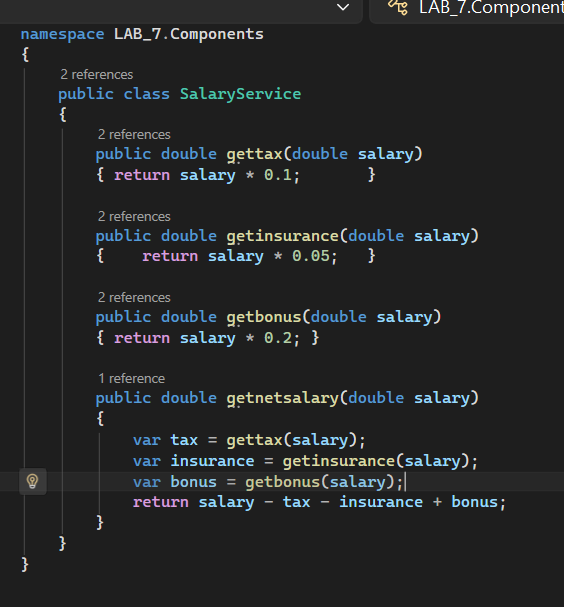 LAB_7.Component
namespace LAB_7.Components
{
2 references
public class SalaryService
{
2 references
public double gettax(double salary)
{ return salary * 0.1; }
2 references
public double getinsurance(double salary)
{ return salary * 0.05; }
2 references
public double getbonus(double salary)
{ return salary * 0.2; }
1 reference
public double getnetsalary(double salary)
{
var tax = gettax(salary);
var insurance = getinsurance(salary);
var bonus = getbonus(salary);
return salary - tax - insurance + bonus;
}
}
}